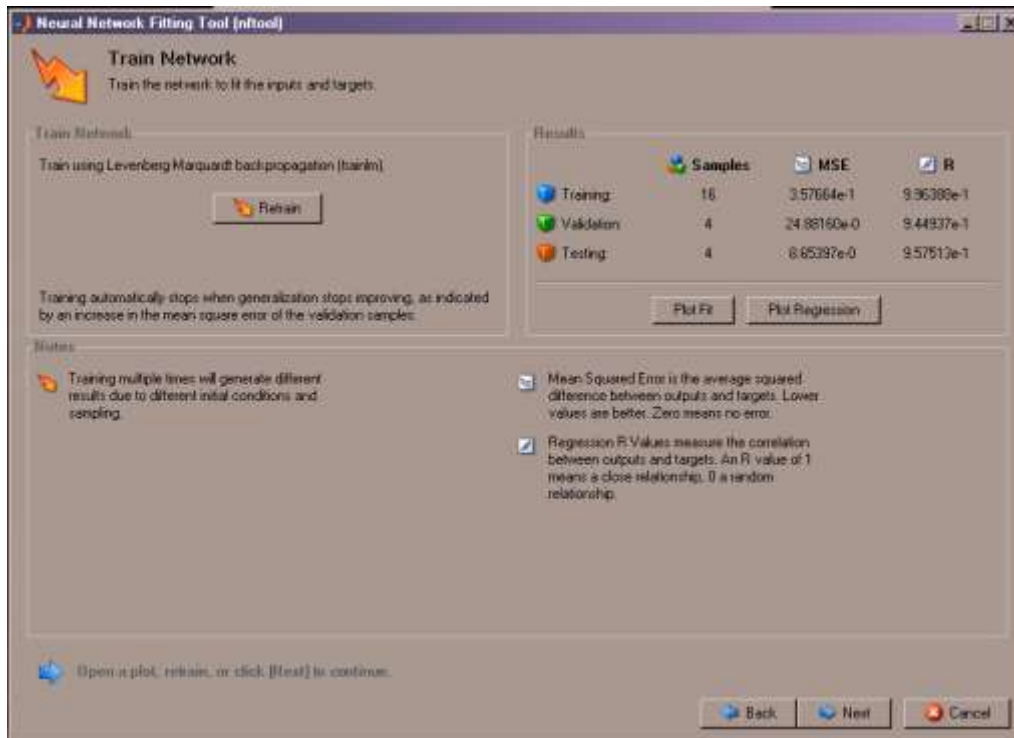 Neural Network Fitting Tool (nftool)
Train Network
Train the network to fit the inputs and targets.
Train Network
Train using Levenberg Marquardt backpropagation (trainlm).
Retrain
Training automatically stops when generalization stops improving, as indicated
by an increase in the mean square error of the validation samples.
Results
Samples MSE R
Training: 16 3.57664e-1 9.96388e-1
Validation: 4 24.88160e-0 9.44937e-1
Testing: 4 8.65397e-0 9.57513e-1
Plot Fit Plot Regression
Notes
Training multiple times will generate different
results due to different initial conditions and
sampling.
Mean Squared Error is the average squared
difference between outputs and targets. Lower
values are better. Zero means no error.
Regression R Values measure the correlation
between outputs and targets. An R value of 1
means a close relationship, 0 a random
relationship.
Open a plot, retrain, or click [Next] to continue.
Back Next Cancel